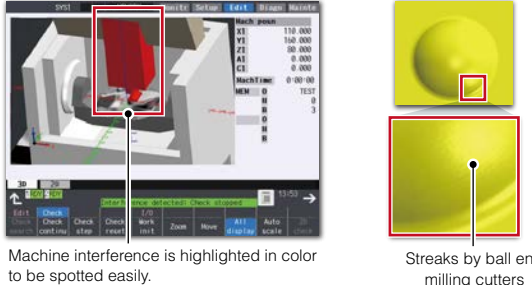 SYS1 Monitr Setup Edit Diagn Mainte
Mach posn
X1 110.000
Y1 160.000
Z1 80.000
A1 0.000
C1 0.000
MachTime 0:00:00
MEM O TEST
N 0
B 3
O
N
B
3D 2D
Interference detected! Check stopped
13:53
Edit Check I/O
Check search Check continu Check step Check reset Work init Zoom Move All display Auto scale 2D check
Machine interference is highlighted in color
to be spotted easily.
Streaks by ball en
milling cutters